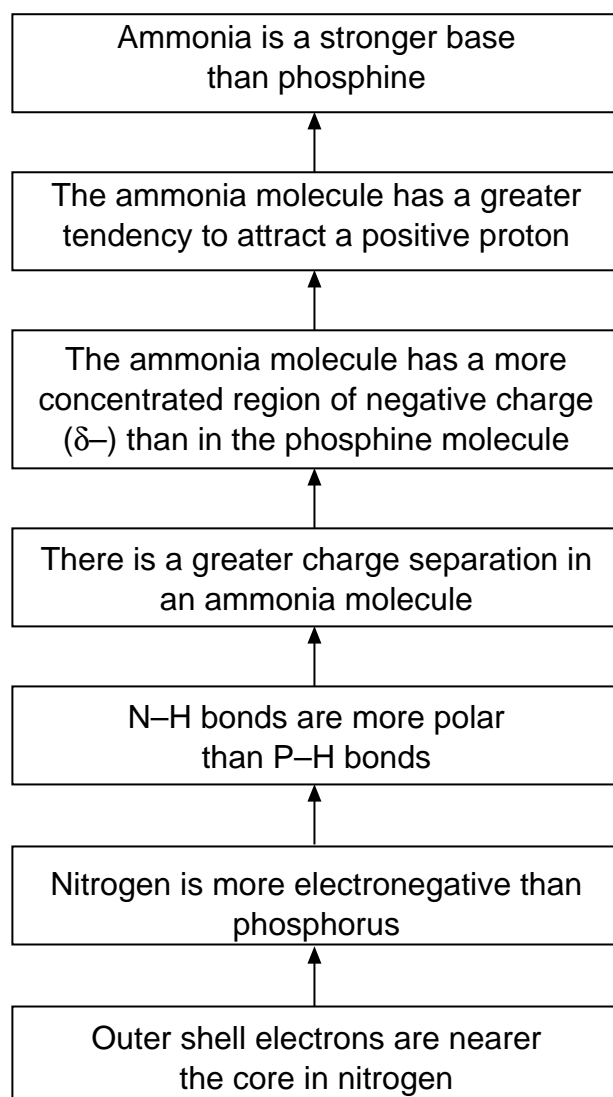 Ammonia is a stronger base
than phosphine
The ammonia molecule has a greater
tendency to attract a positive proton
The ammonia molecule has a more
concentrated region of negative charge
(δ–) than in the phosphine molecule
There is a greater charge separation in
an ammonia molecule
N–H bonds are more polar
than P–H bonds
Nitrogen is more electronegative than
phosphorus
Outer shell electrons are nearer
the core in nitrogen